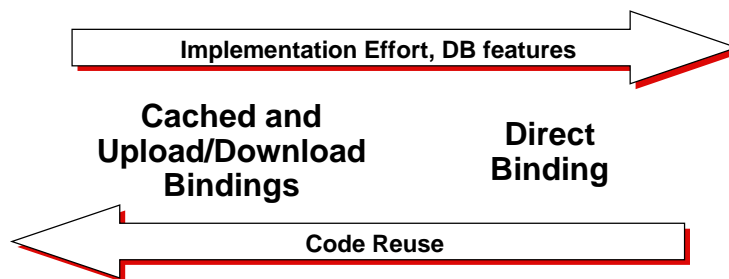 Implementation Effort, DB features
Cached and
Upload/Download
Bindings
Direct
Binding
Code Reuse